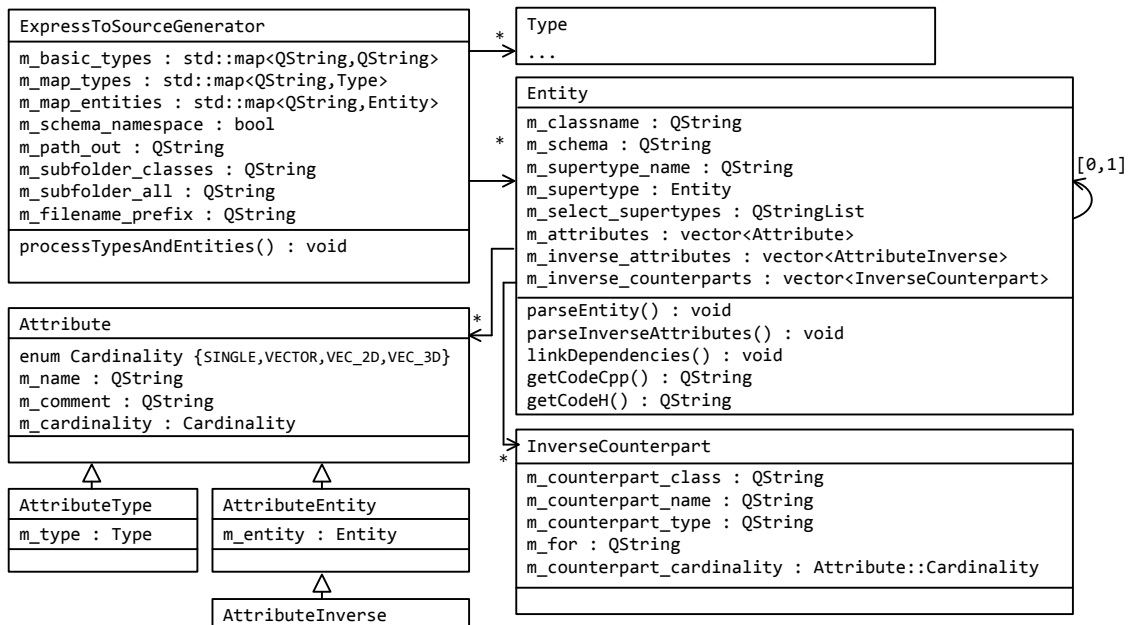 ExpressToSourceGenerator
m_basic_types : std::map<QString,QString>
m_map_types : std::map<QString,Type>
m_map_entities : std::map<QString,Entity>
m_schema_namespace : bool
m_path_out : QString
m_subfolder_classes : QString
m_subfolder_all : QString
m_filename_prefix : QString
processTypesAndEntities() : void
*
Type
...
*
Entity
m_classname : QString
m_schema : QString
m_supertype_name : QString
m_supertype : Entity
m_select_supertypes : QStringList
m_attributes : vector<Attribute>
m_inverse_attributes : vector<AttributeInverse>
m_inverse_counterparts : vector<InverseCounterpart>
parseEntity() : void
parseInverseAttributes() : void
linkDependencies() : void
getCodeCpp() : QString
getCodeH() : QString
[0,1]
Attribute
enum Cardinality {SINGLE,VECTOR,VEC_2D,VEC_3D}
m_name : QString
m_comment : QString
m_cardinality : Cardinality
*
*
InverseCounterpart
m_counterpart_class : QString
m_counterpart_name : QString
m_counterpart_type : QString
m_for : QString
m_counterpart_cardinality : Attribute::Cardinality
AttributeType
m_type : Type
AttributeEntity
m_entity : Entity
AttributeInverse